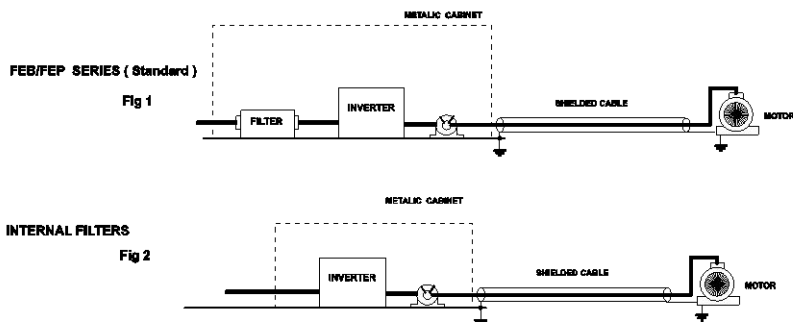 METALIC CABINET
FEB/FEP SERIES ( Standard )
Fig 1
FILTER
INVERTER
SHIELDED CABLE
MOTOR
METALIC CABINET
INTERNAL FILTERS
Fig 2
INVERTER
SHIELDED CABLE
MOTOR